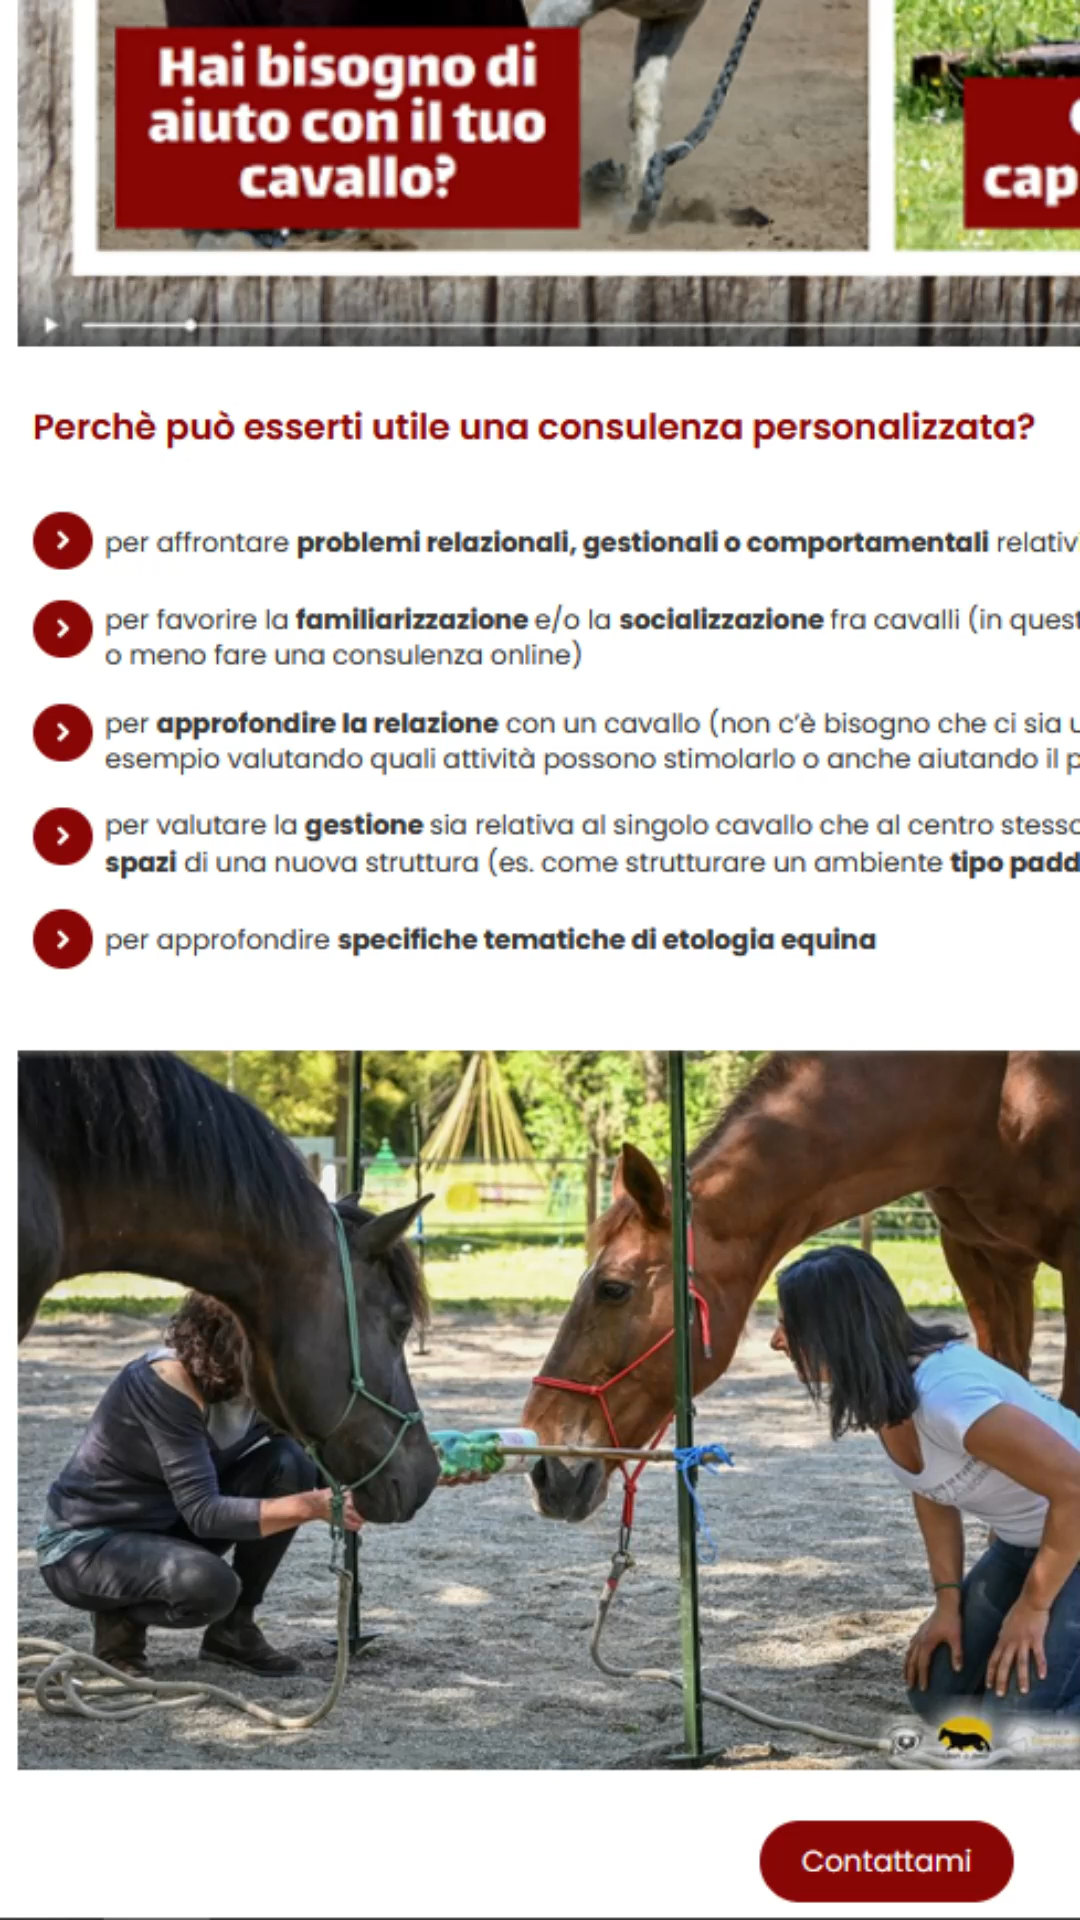 Hai bisogno di
aiuto con il tuo
cavallo?
cap
Perchè può esserti utile una consulenza personalizzata?
per affrontare problemi relazionali, gestionali o comportamentali relativ
per favorire la familiarizzazione e/o la socializzazione fra cavalli (in quest
o meno fare una consulenza online)
per approfondire la relazione con un cavallo (non c'è bisogno che ci sia u
esempio valutando quali attività possono stimolarlo o anche aiutando il p
per valutare la gestione sia relativa al singolo cavallo che al centro stesso
spazi di una nuova struttura (es. come strutturare un ambiente tipo padd
per approfondire specifiche tematiche di etologia equina
Contattami